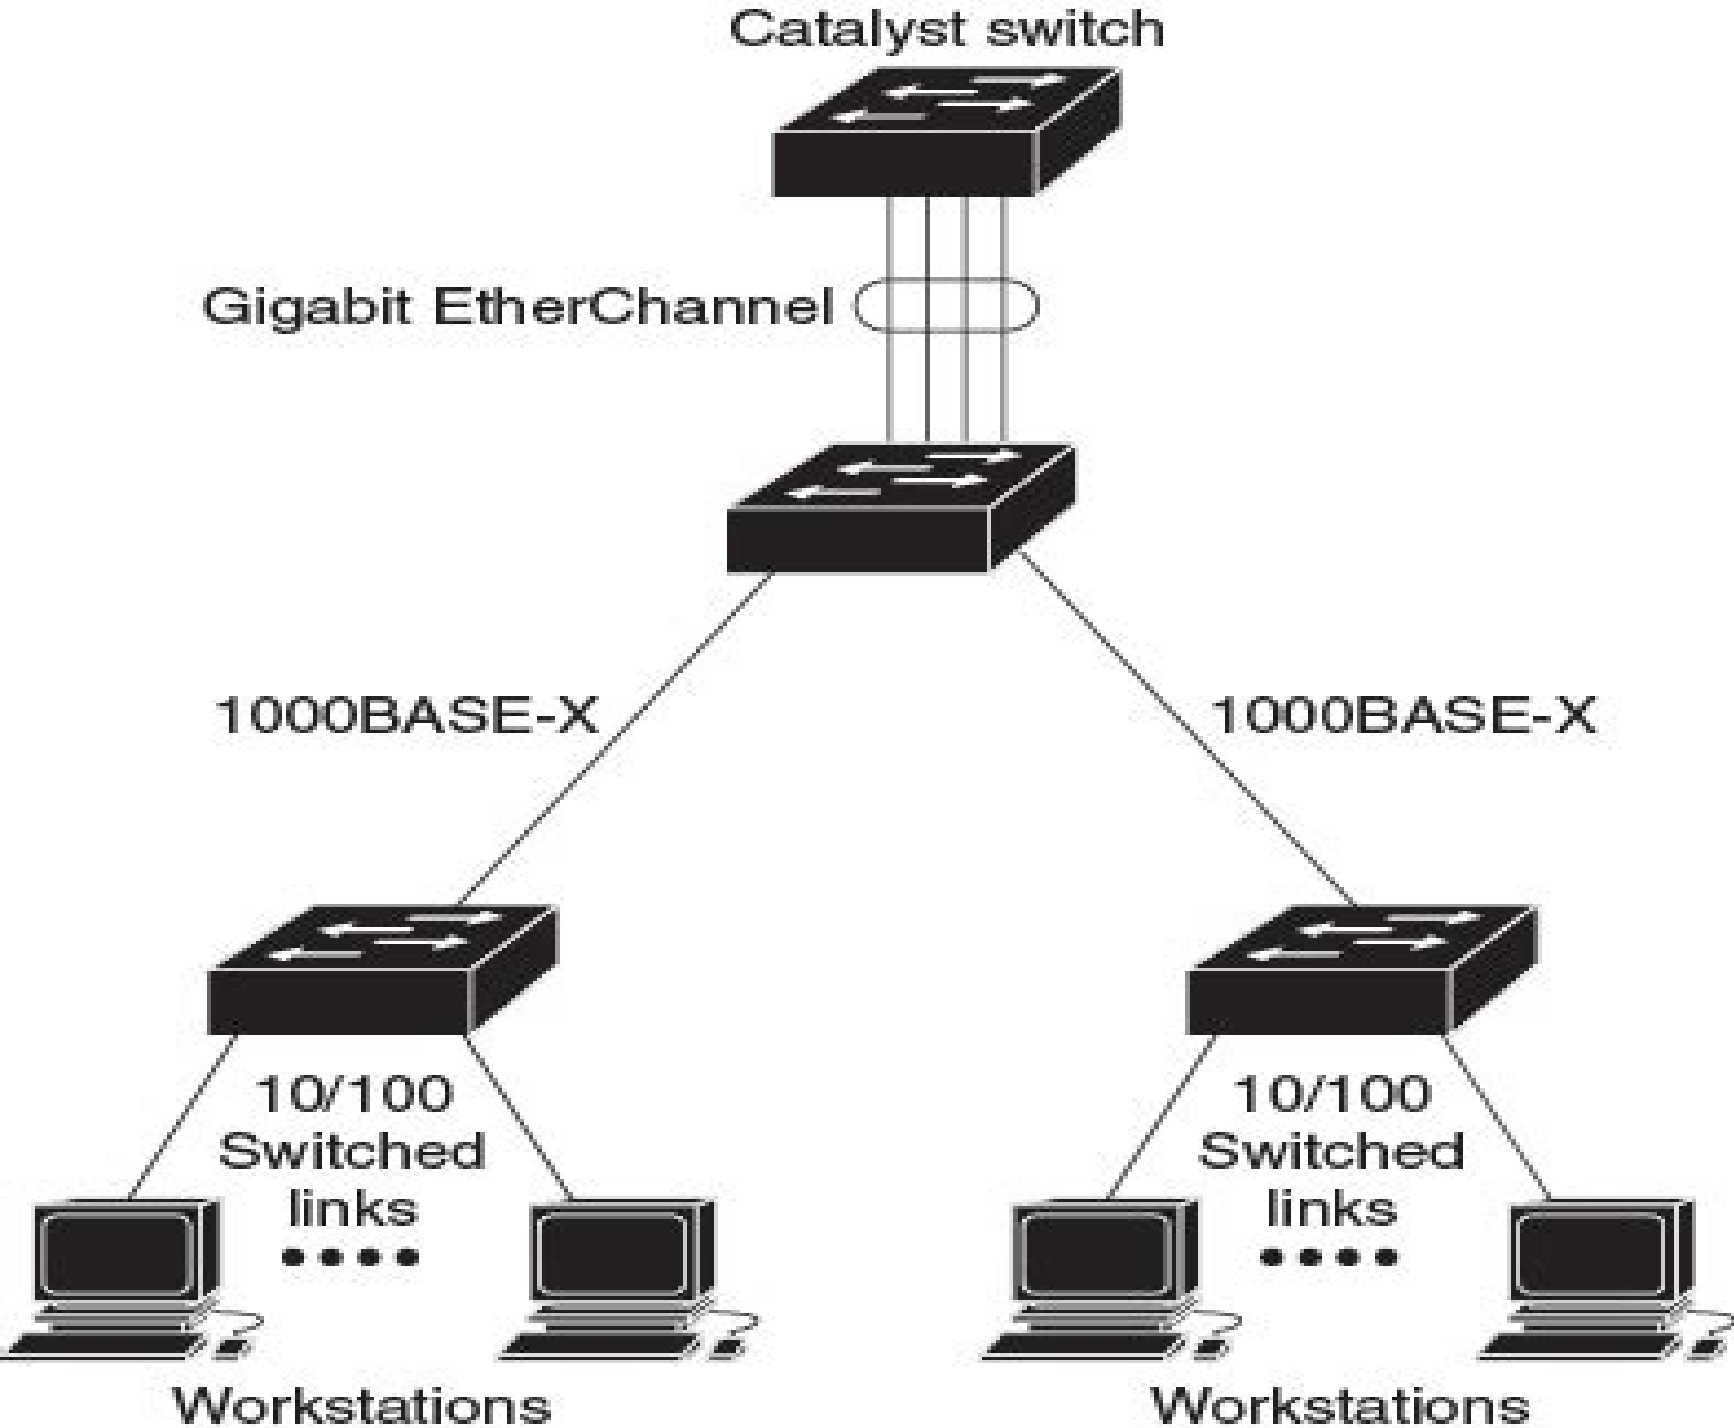 Catalyst switch
Gigabit EtherChannel
1000BASE-X
1000BASE-X
10/100
Switched
links
10/100
Switched
links
Workstations
Workstations